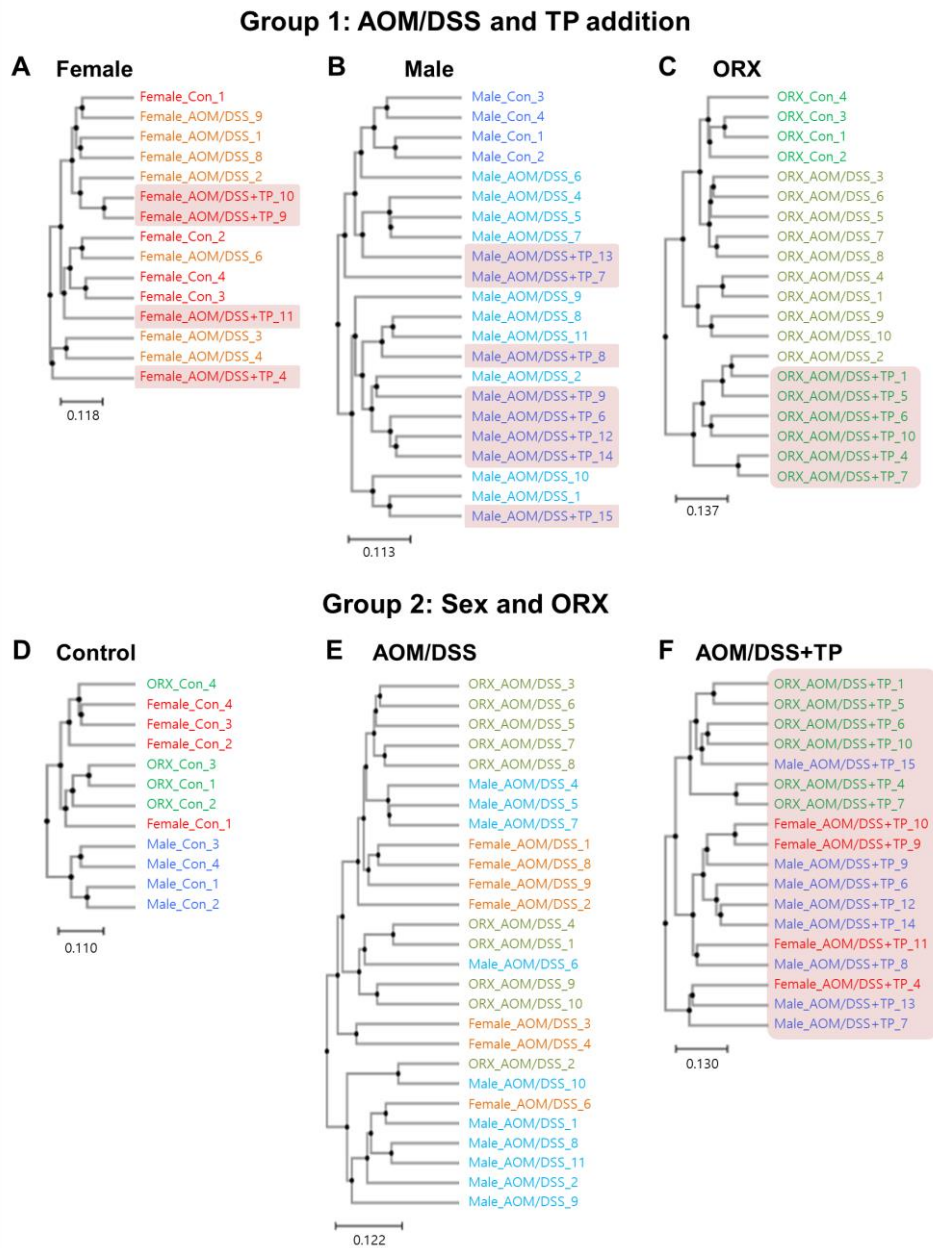 Group 1: AOM/DSS and TP addition
A Female
Female_Con_1
Female_AOM/DSS_9
Female_AOM/DSS_1
Female_AOM/DSS_8
Female_AOM/DSS_2
Female_AOM/DSS+TP_10
Female_AOM/DSS+TP_9
Female_Con_2
Female_AOM/DSS_6
Female_Con_4
Female_Con_3
Female_AOM/DSS+TP_11
Female_AOM/DSS_3
Female_AOM/DSS_4
Female_AOM/DSS+TP_4
0.118
B Male
Male_Con_3
Male_Con_4
Male_Con_1
Male_Con_2
Male_AOM/DSS_6
Male_AOM/DSS_4
Male_AOM/DSS_5
Male_AOM/DSS_7
Male_AOM/DSS+TP_13
Male_AOM/DSS+TP_7
Male_AOM/DSS_9
Male_AOM/DSS_8
Male_AOM/DSS_11
Male_AOM/DSS+TP_8
Male_AOM/DSS_2
Male_AOM/DSS+TP_9
Male_AOM/DSS+TP_6
Male_AOM/DSS+TP_12
Male_AOM/DSS+TP_14
Male_AOM/DSS_10
Male_AOM/DSS_1
Male_AOM/DSS+TP_15
0.113
C ORX
ORX_Con_4
ORX_Con_3
ORX_Con_1
ORX_Con_2
ORX_AOM/DSS_3
ORX_AOM/DSS_6
ORX_AOM/DSS_5
ORX_AOM/DSS_7
ORX_AOM/DSS_8
ORX_AOM/DSS_4
ORX_AOM/DSS_1
ORX_AOM/DSS_9
ORX_AOM/DSS_10
ORX_AOM/DSS_2
ORX_AOM/DSS+TP_1
ORX_AOM/DSS+TP_5
ORX_AOM/DSS+TP_6
ORX_AOM/DSS+TP_10
ORX_AOM/DSS+TP_4
ORX_AOM/DSS+TP_7
0.137
Group 2: Sex and ORX
D Control
ORX_Con_4
Female_Con_4
Female_Con_3
Female_Con_2
ORX_Con_3
ORX_Con_1
ORX_Con_2
Female_Con_1
Male_Con_3
Male_Con_4
Male_Con_1
Male_Con_2
0.110
E AOM/DSS
ORX_AOM/DSS_3
ORX_AOM/DSS_6
ORX_AOM/DSS_5
ORX_AOM/DSS_7
ORX_AOM/DSS_8
Male_AOM/DSS_4
Male_AOM/DSS_5
Male_AOM/DSS_7
Female_AOM/DSS_1
Female_AOM/DSS_8
Female_AOM/DSS_9
Female_AOM/DSS_2
ORX_AOM/DSS_4
ORX_AOM/DSS_1
Male_AOM/DSS_6
ORX_AOM/DSS_9
ORX_AOM/DSS_10
Female_AOM/DSS_3
Female_AOM/DSS_4
ORX_AOM/DSS_2
Male_AOM/DSS_10
Female_AOM/DSS_6
Male_AOM/DSS_1
Male_AOM/DSS_8
Male_AOM/DSS_11
Male_AOM/DSS_2
Male_AOM/DSS_9
0.122
F AOM/DSS+TP
ORX_AOM/DSS+TP_1
ORX_AOM/DSS+TP_5
ORX_AOM/DSS+TP_6
ORX_AOM/DSS+TP_10
Male_AOM/DSS+TP_15
ORX_AOM/DSS+TP_4
ORX_AOM/DSS+TP_7
Female_AOM/DSS+TP_10
Female_AOM/DSS+TP_9
Male_AOM/DSS+TP_9
Male_AOM/DSS+TP_6
Male_AOM/DSS+TP_12
Male_AOM/DSS+TP_14
Female_AOM/DSS+TP_11
Male_AOM/DSS+TP_8
Female_AOM/DSS+TP_4
Male_AOM/DSS+TP_13
Male_AOM/DSS+TP_7
0.130